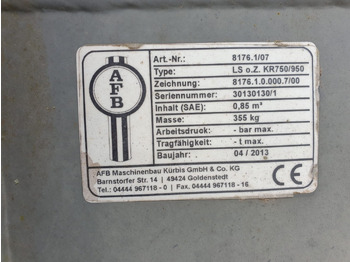 AFB
Art.-Nr.: 8176.1/07
Type: LS o.Z. KR750/950
Zeichnung: 8176.1.0.000.7/00
Seriennummer: 30130130/1
Inhalt (SAE): 0,85 m³
Masse: 355 kg
Arbeitsdruck: - bar max.
Tragfähigkeit: - t max.
Baujahr: 04 / 2013
AFB Maschinenbau Kürbis GmbH & Co. KG
Barnstorfer Str. 14 | 49424 Goldenstedt
Tel.: 04444 967118 - 0 | Fax. 04444 967118 - 16
CE